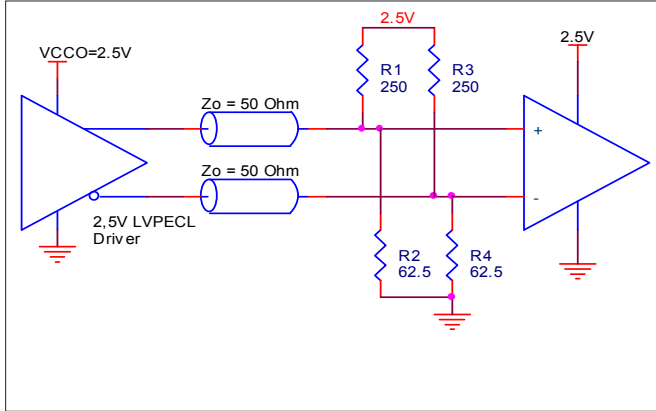 2.5V
VCCO=2.5V
2.5V
R1
250
R3
250
Zo = 50 Ohm
+
Zo = 50 Ohm
-
2,5V LVPECL
Driver
R2
62.5
R4
62.5